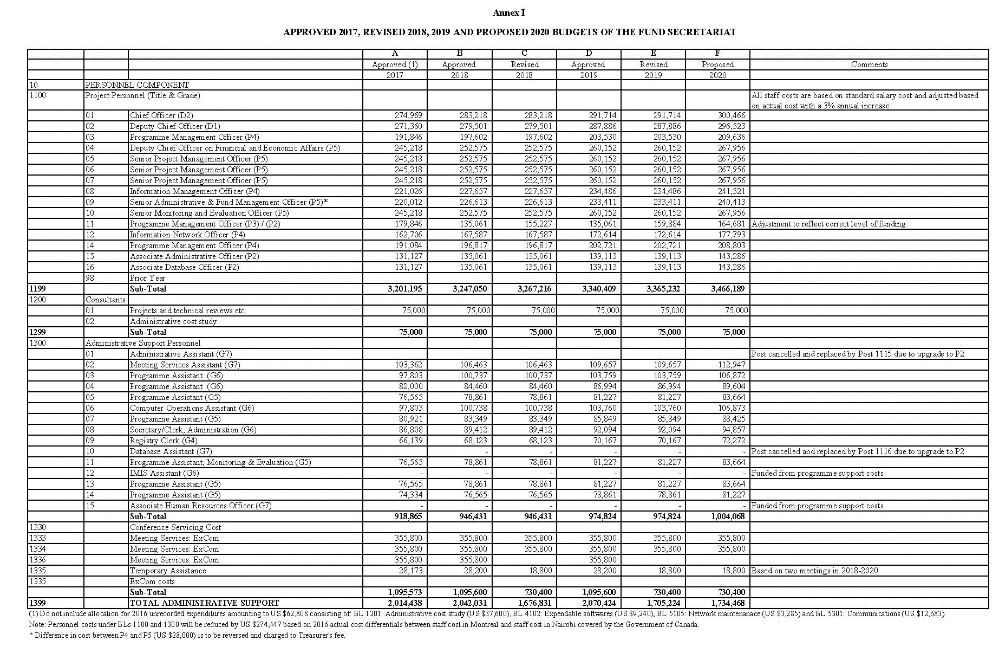 Annex I
APPROVED 2017, REVISED 2018, 2019 AND PROPOSED 2020 BUDGETS OF THE FUND SECRETARIAT
A B C D E F
Approved (1) Approved Revised Approved Revised Proposed Comments
2017 2018 2018 2019 2019 2020
10 PERSONNEL COMPONENT
1100 Project Personnel (Title & Grade) All staff costs are based on standard salary cost and adjusted based
on actual cost with a 3% annual increase
01 Chief Officer (D2) 274,969 283,218 283,218 291,714 291,714 300,466
02 Deputy Chief Officer (D1) 271,360 279,501 279,501 287,886 287,886 296,523
03 Programme Management Officer (P4) 191,846 197,602 197,602 203,530 203,530 209,636
04 Deputy Chief Officer on Financial and Economic Affairs (P5) 245,218 252,575 252,575 260,152 260,152 267,956
05 Senior Project Management Officer (P5) 245,218 252,575 252,575 260,152 260,152 267,956
06 Senior Project Management Officer (P5) 245,218 252,575 252,575 260,152 260,152 267,956
07 Senior Project Management Officer (P5) 245,218 252,575 252,575 260,152 260,152 267,956
08 Information Management Officer (P4) 221,026 227,657 227,657 234,486 234,486 241,521
09 Senior Administrative & Fund Management Officer (P5)* 220,012 226,613 226,613 233,411 233,411 240,413
10 Senior Monitoring and Evaluation Officer (P5) 245,218 252,575 252,575 260,152 260,152 267,956
11 Programme Management Officer (P3) / (P2) 179,846 135,061 155,227 135,061 159,884 164,681 Adjustment to reflect correct level of funding
12 Information Network Officer (P4) 162,706 167,587 167,587 172,614 172,614 177,793
14 Programme Management Officer (P4) 191,084 196,817 196,817 202,721 202,721 208,803
15 Associate Administrative Officer (P2) 131,127 135,061 135,061 139,113 139,113 143,286
16 Associate Database Officer (P2) 131,127 135,061 135,061 139,113 139,113 143,286
98 Prior Year
1199 Sub-Total 3,201,195 3,247,050 3,267,216 3,340,409 3,365,232 3,466,189
1200 Consultants
01 Projects and technical reviews etc. 75,000 75,000 75,000 75,000 75,000 75,000
02 Administrative cost study
1299 Sub-Total 75,000 75,000 75,000 75,000 75,000 75,000
1300 Administrative Support Personnel
01 Administrative Assistant (G7) Post cancelled and replaced by Post 1115 due to upgrade to P2
02 Meeting Services Assistant (G7) 103,362 106,463 106,463 109,657 109,657 112,947
03 Programme Assistant (G6) 97,803 100,737 100,737 103,759 103,759 106,872
04 Programme Assistant (G6) 82,000 84,460 84,460 86,994 86,994 89,604
05 Programme Assistant (G5) 76,565 78,861 78,861 81,227 81,227 83,664
06 Computer Operations Assistant (G6) 97,803 100,738 100,738 103,760 103,760 106,873
07 Programme Assistant (G5) 80,921 83,349 83,349 85,849 85,849 88,425
08 Secretary/Clerk, Administration (G6) 86,808 89,412 89,412 92,094 92,094 94,857
09 Registry Clerk (G4) 66,139 68,123 68,123 70,167 70,167 72,272
10 Database Assistant (G7) - - - - - Post cancelled and replaced by Post 1116 due to upgrade to P2
11 Programme Assistant, Monitoring & Evaluation (G5) 76,565 78,861 78,861 81,227 81,227 83,664
12 IMIS Assistant (G6) - - - - - - Funded from programme support costs
13 Programme Assistant (G5) 76,565 78,861 78,861 81,227 81,227 83,664
14 Programme Assistant (G5) 74,334 76,565 76,565 78,861 78,861 81,227
15 Associate Human Resources Officer (G7) - - - - - - Funded from programme support costs
Sub-Total 918,865 946,431 946,431 974,824 974,824 1,004,068
1330 Conference Servicing Cost
1333 Meeting Services: ExCom 355,800 355,800 355,800 355,800 355,800 355,800
1334 Meeting Services: ExCom 355,800 355,800 355,800 355,800 355,800 355,800
1336 Meeting Services: ExCom 355,800 355,800 355,800
1335 Temporary Assistance 28,173 28,200 18,800 28,200 18,800 18,800 Based on two meetings in 2018-2020
1335 ExCom costs
Sub-Total 1,095,573 1,095,600 730,400 1,095,600 730,400 730,400
1399 TOTAL ADMINISTRATIVE SUPPORT 2,014,438 2,042,031 1,676,831 2,070,424 1,705,224 1,734,468
(1) Do not include allocation for 2016 unrecorded expenditures amounting to US $62,808 consisting of: BL 1201: Administrative cost study (US $37,600), BL 4102: Expendable softwares (US $9,240), BL 5105: Network maintenanace (US $3,285) and BL 5301: Communications (US $12,683)
Note: Personnel costs under BLs 1100 and 1300 will be reduced by US $274,447 based on 2016 actual cost differentials between staff cost in Montreal and staff cost in Nairobi covered by the Government of Canada.
* Difference in cost between P4 and P5 (US $28,000) is to be reversed and charged to Treasurer's fee.